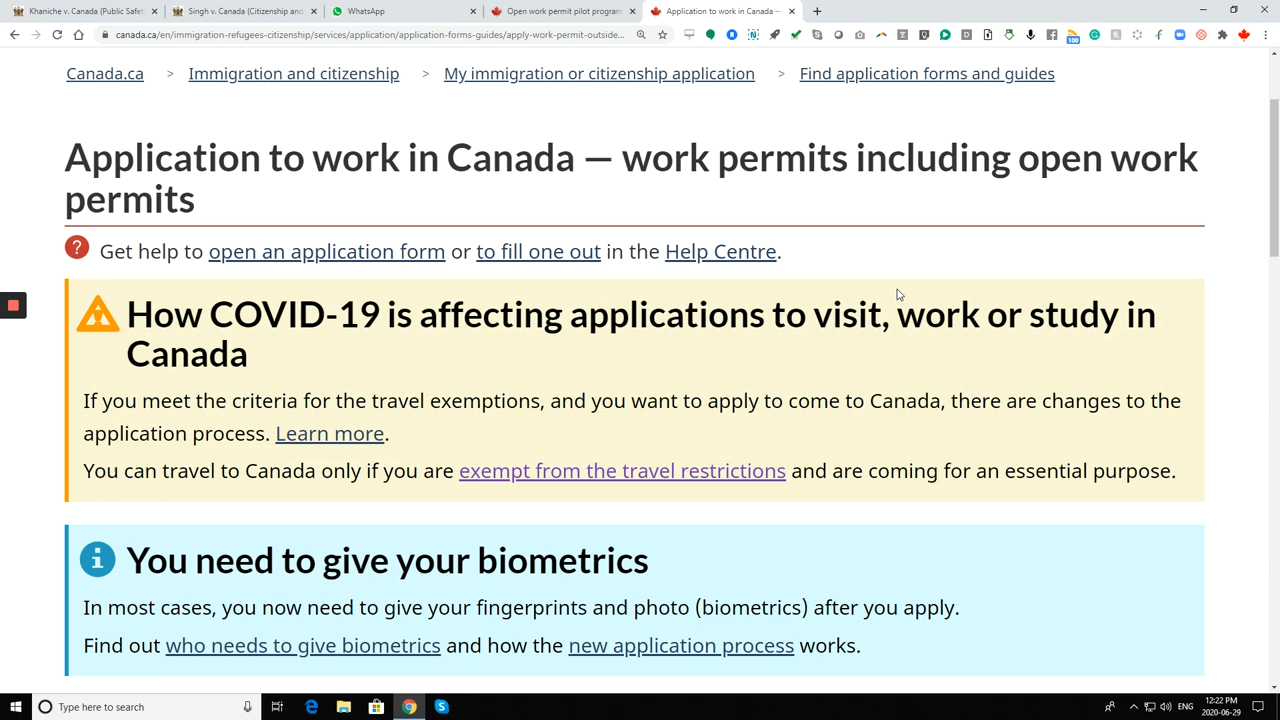 Khaniche v. Canada (Public Safet
Singh v. Canada (Citizenship and
WhatsApp
Open work permit pilot program
Application to work in Canada —
canada.ca/en/immigration-refugees-citizenship/services/application/application-forms-guides/apply-work-permit-outside...
100
Canada.ca > Immigration and citizenship > My immigration or citizenship application > Find application forms and guides
Application to work in Canada — work permits including open work
permits
? Get help to open an application form or to fill one out in the Help Centre.
How COVID-19 is affecting applications to visit, work or study in
Canada
If you meet the criteria for the travel exemptions, and you want to apply to come to Canada, there are changes to the
application process. Learn more.
You can travel to Canada only if you are exempt from the travel restrictions and are coming for an essential purpose.
You need to give your biometrics
In most cases, you now need to give your fingerprints and photo (biometrics) after you apply.
Find out who needs to give biometrics and how the new application process works.
Type here to search
ENG
12:22 PM
2020-06-29